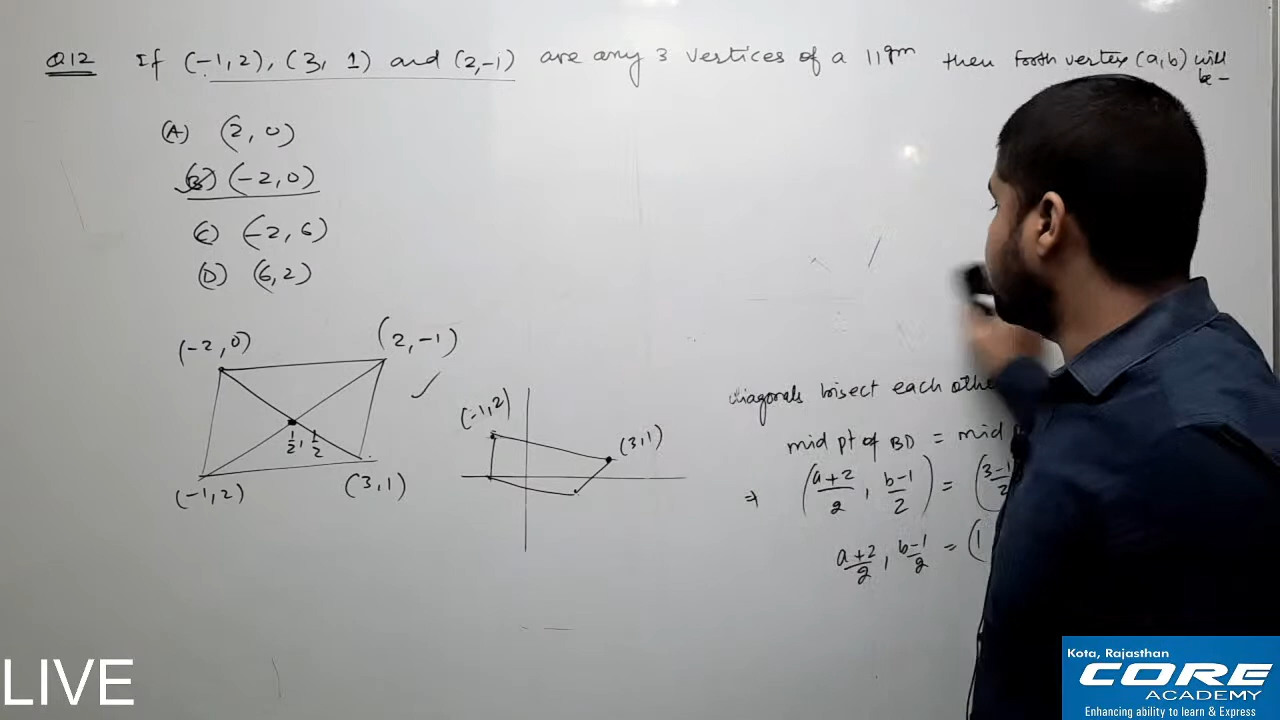 Q12 If (-1,2), (3, 1) and (2,-1) are any 3 vertices of a 11gm then fourth vertex (a,b) will be -
(A) (2, 0)
(B) (-2, 0)
(C) (-2, 6)
(D) (6, 2)
(-2, 0)
(2, -1)
1/2, 1/2
(-1, 2)
(3, 1)
(-1, 2)
(3, 1)
diagonals bisect each othe
mid pt of BD = mid
⇒ (a+2/2, b-1/2) = (3-1/2
a+2/2, b-1/2 = (1
LIVE
Kota, Rajasthan
CORE
ACADEMY
Enhancing ability to learn & Express